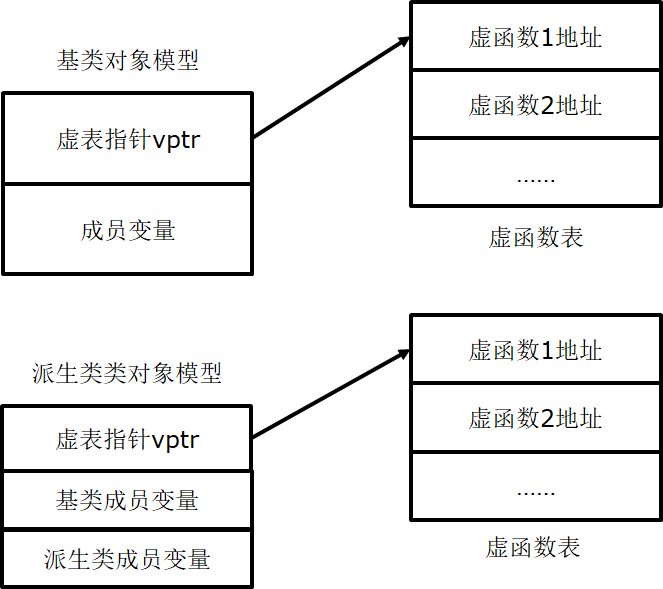 基类对象模型
虚表指针vptr
成员变量
虚函数1地址
虚函数2地址
......
虚函数表
派生类类对象模型
虚表指针vptr
基类成员变量
派生类成员变量
虚函数1地址
虚函数2地址
......
虚函数表